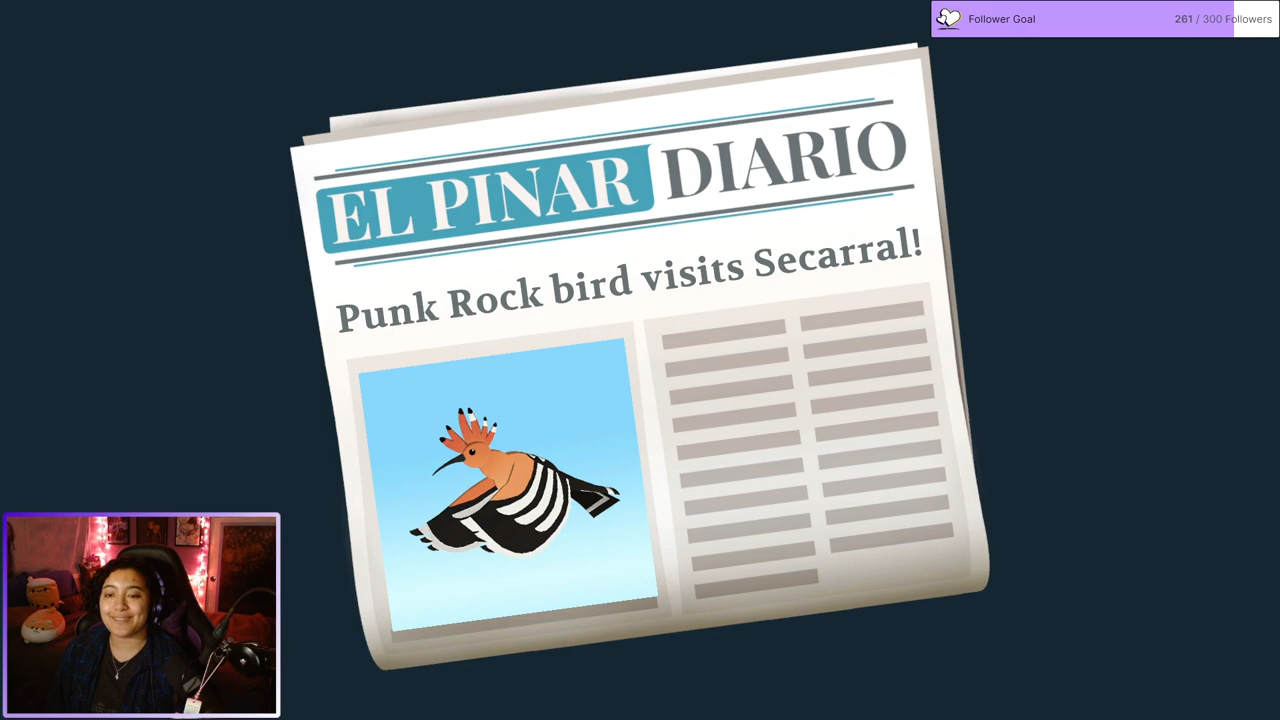 Follower Goal
261 / 300 Followers
EL PINAR DIARIO
Punk Rock bird visits Secarral!